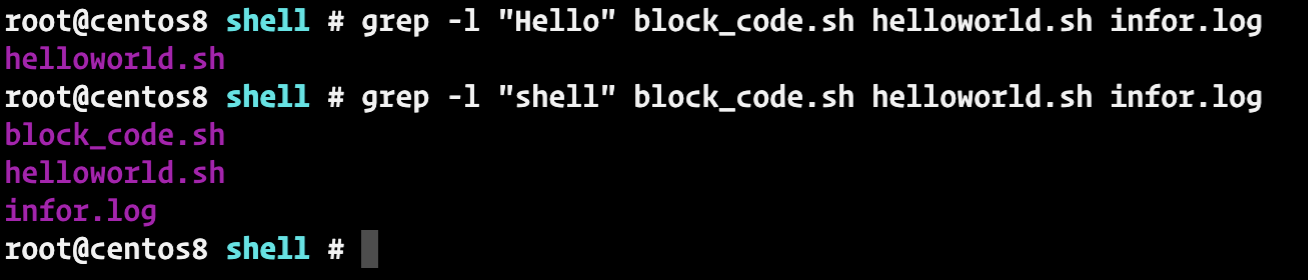 root@centos8 shell # grep -l "Hello" block_code.sh helloworld.sh infor.log
helloworld.sh
root@centos8 shell # grep -l "shell" block_code.sh helloworld.sh infor.log
block_code.sh
helloworld.sh
infor.log
root@centos8 shell #